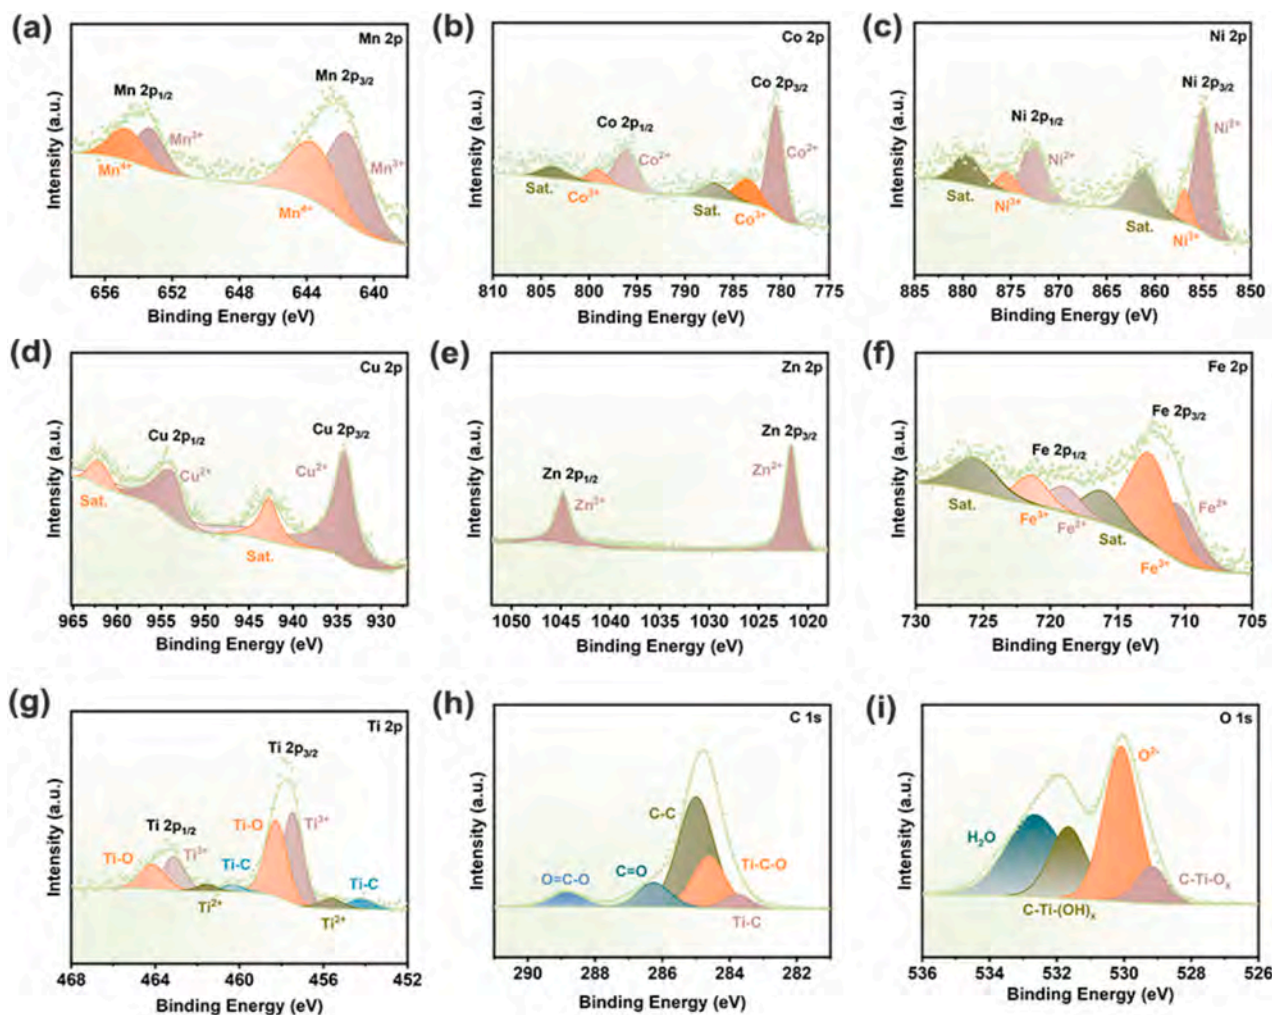 (a)
Mn 2p
Mn 2p1/2
Mn 2p3/2
Mn3+
Mn4+
Mn3+
Mn4+
Intensity (a.u.)
656 652 648 644 640
Binding Energy (eV)
(b)
Co 2p
Co 2p3/2
Co 2p1/2
Co2+
Co2+
Sat.
Co3+
Sat.
Co3+
Intensity (a.u.)
810 805 800 795 790 785 780 775
Binding Energy (eV)
(c)
Ni 2p
Ni 2p3/2
Ni 2p1/2
Ni2+
Ni2+
Sat.
Ni3+
Sat.
Ni3+
Intensity (a.u.)
885 880 875 870 865 860 855 850
Binding Energy (eV)
(d)
Cu 2p
Cu 2p1/2
Cu 2p3/2
Cu2+
Cu2+
Sat.
Sat.
Intensity (a.u.)
965 960 955 950 945 940 935 930
Binding Energy (eV)
(e)
Zn 2p
Zn 2p3/2
Zn 2p1/2
Zn2+
Zn2+
Intensity (a.u.)
1050 1040 1030 1020
Binding Energy (eV)
(f)
Fe 2p
Fe 2p3/2
Fe 2p1/2
Fe2+
Fe3+
Fe2+
Sat.
Fe3+
Intensity (a.u.)
730 725 720 715 710 705
Binding Energy (eV)
(g)
Ti 2p
Ti 2p3/2
Ti 2p1/2
Ti-O
Ti3+
Ti-O
Ti3+
Ti-C
Ti-C
Ti2+
Ti2+
Intensity (a.u.)
468 464 460 456 452
Binding Energy (eV)
(h)
C 1s
C-C
O=C-O
C=O
Ti-C-O
Ti-C
Intensity (a.u.)
290 288 286 284 282
Binding Energy (eV)
(i)
O 1s
O2-
H2O
C-Ti-Ox
C-Ti-(OH)x
Intensity (a.u.)
536 534 532 530 528 526
Binding Energy (eV)